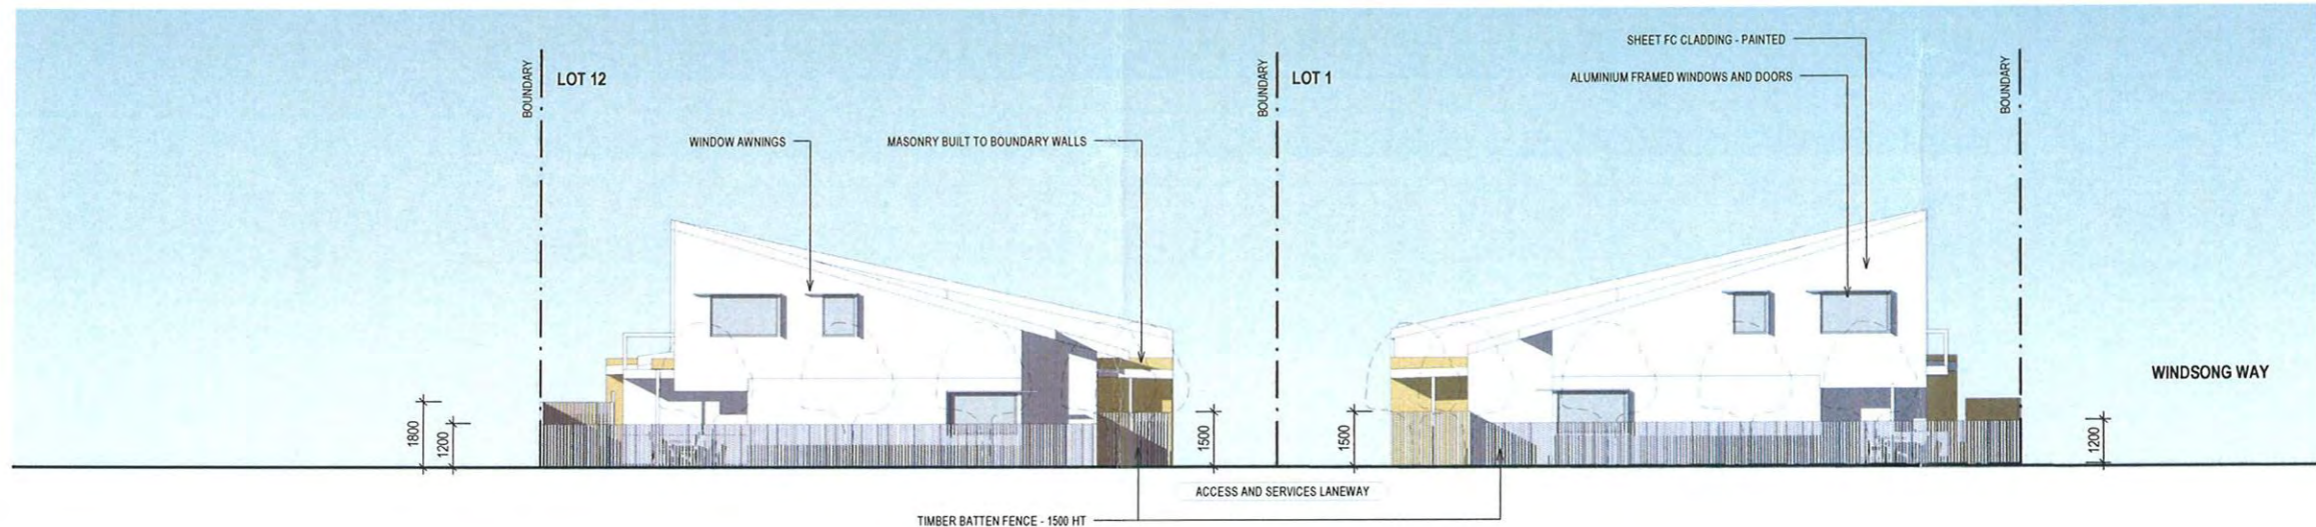 SHEET FC CLADDING - PAINTED
BOUNDARY
LOT 12
BOUNDARY
LOT 1
ALUMINIUM FRAMED WINDOWS AND DOORS
BOUNDARY
WINDOW AWNINGS
MASONRY BUILT TO BOUNDARY WALLS
WINDSONG WAY
1800
1200
1500
1500
1200
ACCESS AND SERVICES LANEWAY
TIMBER BATTEN FENCE - 1500 HT